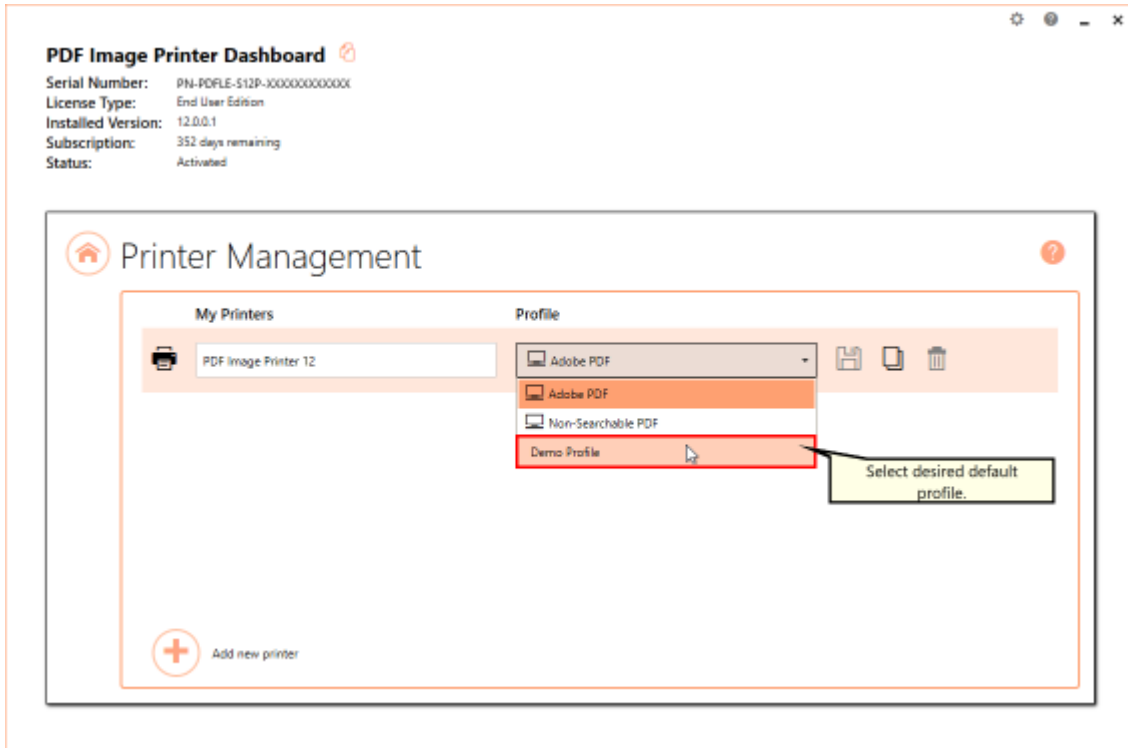 PDF Image Printer Dashboard
Serial Number: PN-PDFLE-S12P-XXXXXXXXXXXX
License Type: End User Edition
Installed Version: 12.0.0.1
Subscription: 352 days remaining
Status: Activated
Printer Management
?
My Printers Profile
PDF Image Printer 12 Adobe PDF
Adobe PDF
Non-Searchable PDF
Demo Profile
Select desired default
profile.
Add new printer